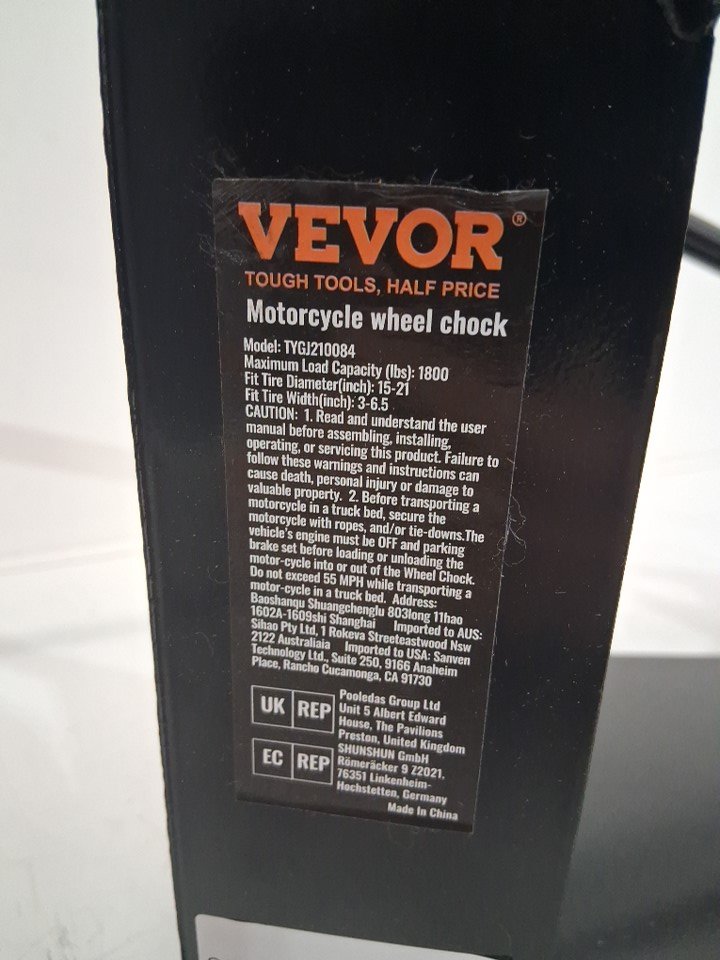 VEVOR®
TOUGH TOOLS, HALF PRICE
Motorcycle wheel chock
Model: TYGJ210084
Maximum Load Capacity (lbs): 1800
Fit Tire Diameter(inch): 15-21
Fit Tire Width(inch): 3-6.5
CAUTION: 1. Read and understand the user
manual before assembling, installing,
operating, or servicing this product. Failure to
follow these warnings and instructions can
cause death, personal injury or damage to
valuable property. 2. Before transporting a
motorcycle in a truck bed, secure the
motorcycle with ropes, and/or tie-downs.The
vehicle's engine must be OFF and parking
brake set before loading or unloading the
motor-cycle into or out of the Wheel Chock.
Do not exceed 55 MPH while transporting a
motor-cycle in a truck bed. Address:
Baoshanqu Shuangchenglu 803long 11hao
1602A-1609shi Shanghai Imported to AUS:
Sihao Pty Ltd, 1 Rokeva Streeteastwood Nsw
2122 Australiaia Imported to USA: Sanven
Technology Ltd., Suite 250, 9166 Anaheim
Place, Rancho Cucamonga, CA 91730
UK REP
Pooledas Group Ltd
Unit 5 Albert Edward
House, The Pavilions
Preston, United Kingdom
EC REP
SHUNSHUN GmbH
Römeräcker 9 Z2021,
76351 Linkenheim-
Hochstetten, Germany
Made In China